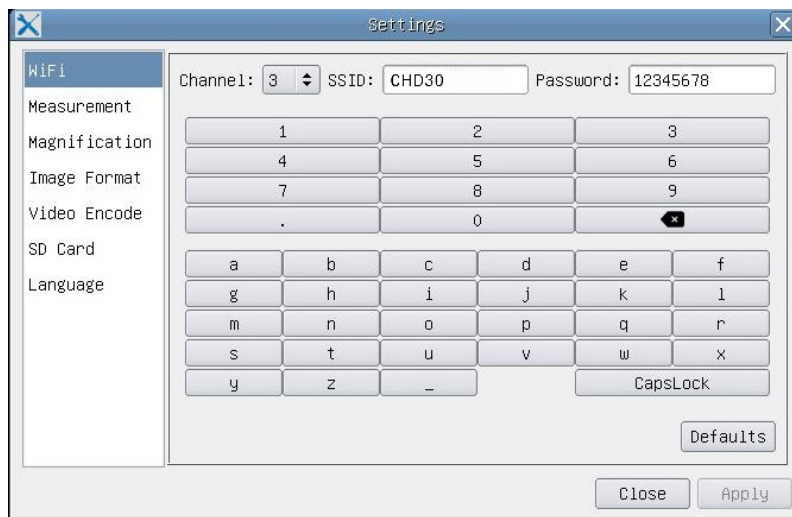 Settings
WiFi
Measurement
Magnification
Image Format
Video Encode
SD Card
Language
Channel: 3 SSID: CHD30 Password: 12345678
1 2 3
4 5 6
7 8 9
. 0
a b c d e f
g h i j k l
m n o p q r
s t u v w x
y z _ CapsLock
Defaults
Close Apply